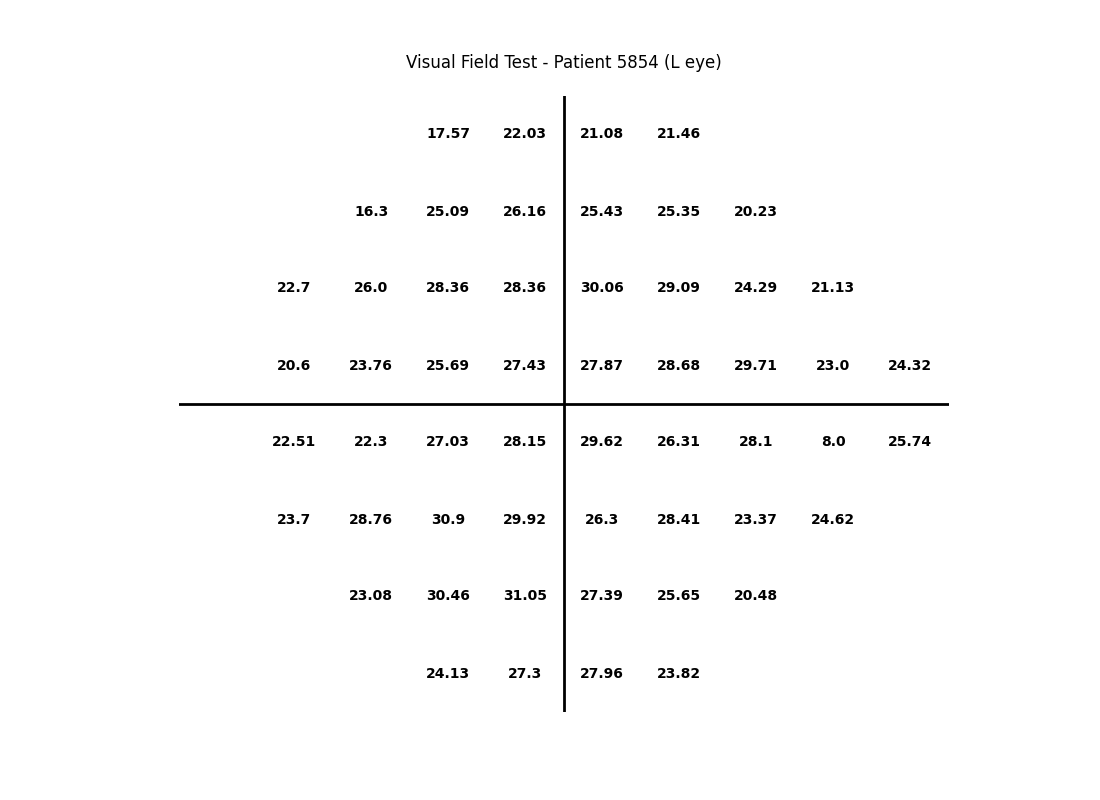 Visual Field Test - Patient 5854 (L eye)
17.57 22.03 21.08 21.46
16.3 25.09 26.16 25.43 25.35 20.23
22.7 26.0 28.36 28.36 30.06 29.09 24.29 21.13
20.6 23.76 25.69 27.43 27.87 28.68 29.71 23.0 24.32
22.51 22.3 27.03 28.15 29.62 26.31 28.1 8.0 25.74
23.7 28.76 30.9 29.92 26.3 28.41 23.37 24.62
23.08 30.46 31.05 27.39 25.65 20.48
24.13 27.3 27.96 23.82